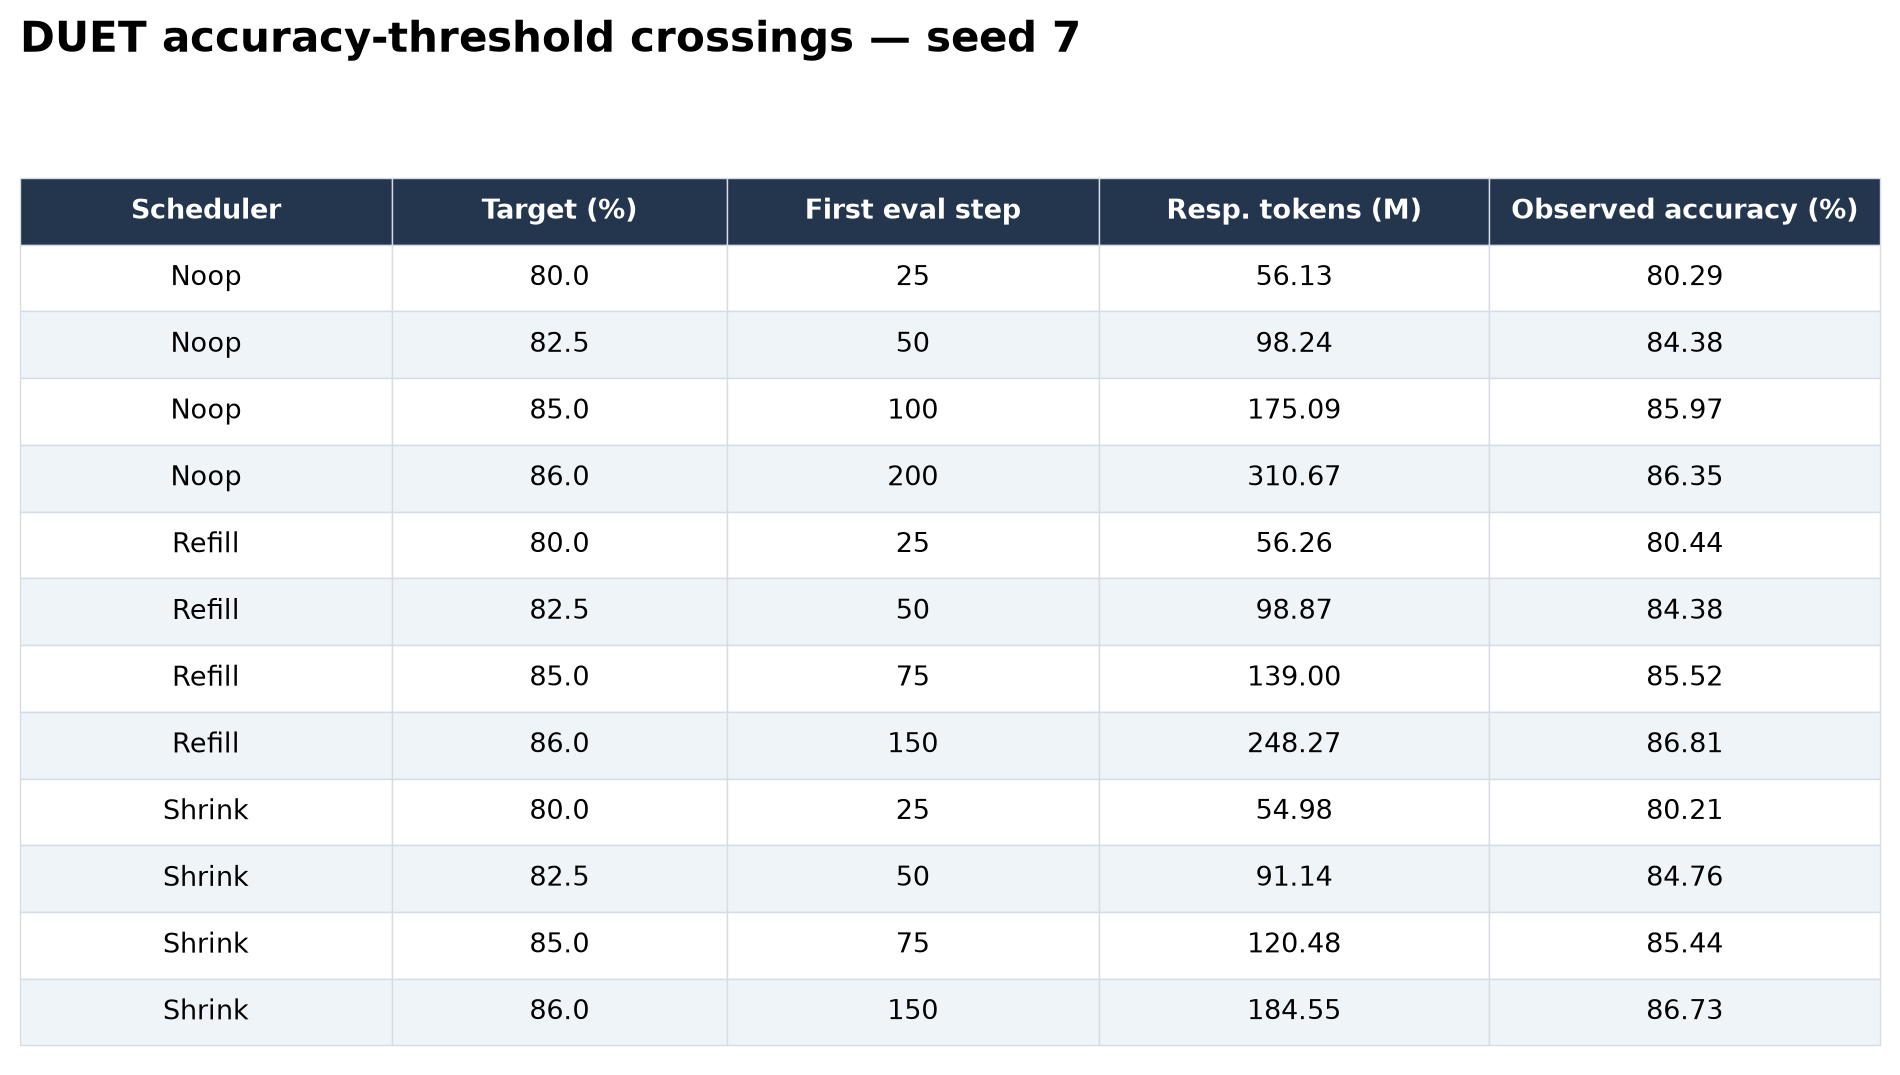 DUET accuracy-threshold crossings — seed 7
Scheduler Target (%) First eval step Resp. tokens (M) Observed accuracy (%)
Noop 80.0 25 56.13 80.29
Noop 82.5 50 98.24 84.38
Noop 85.0 100 175.09 85.97
Noop 86.0 200 310.67 86.35
Refill 80.0 25 56.26 80.44
Refill 82.5 50 98.87 84.38
Refill 85.0 75 139.00 85.52
Refill 86.0 150 248.27 86.81
Shrink 80.0 25 54.98 80.21
Shrink 82.5 50 91.14 84.76
Shrink 85.0 75 120.48 85.44
Shrink 86.0 150 184.55 86.73